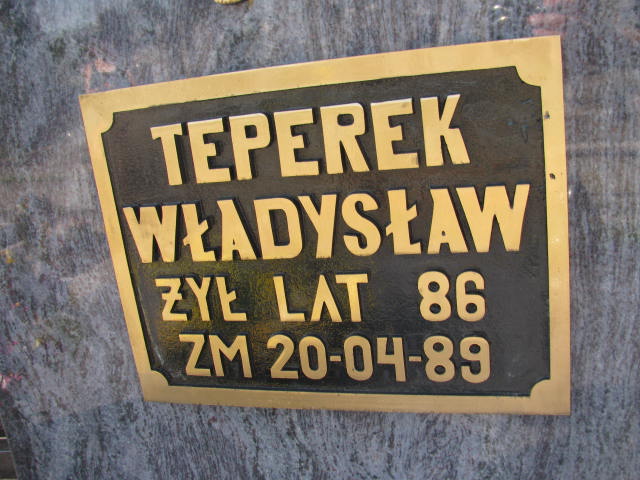 TEPEREK
WŁADYSŁAW
ŻYŁ LAT 86
ZM 20-04-89